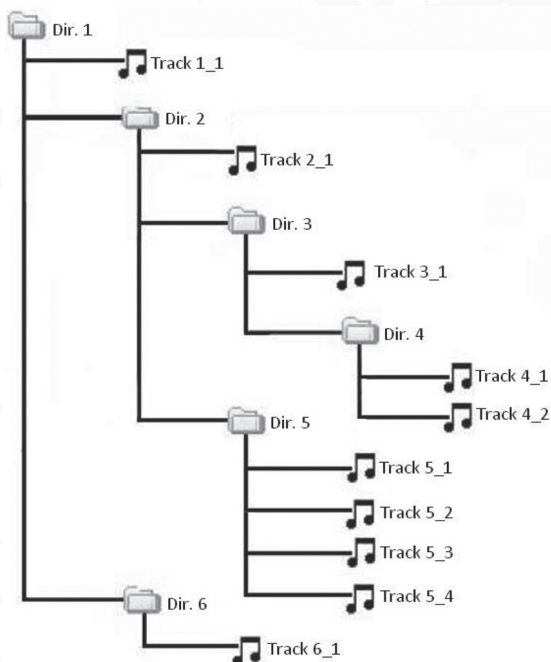 Dir. 1
Track 1_1
Dir. 2
Track 2_1
Dir. 3
Track 3_1
Dir. 4
Track 4_1
Track 4_2
Dir. 5
Track 5_1
Track 5_2
Track 5_3
Track 5_4
Dir. 6
Track 6_1